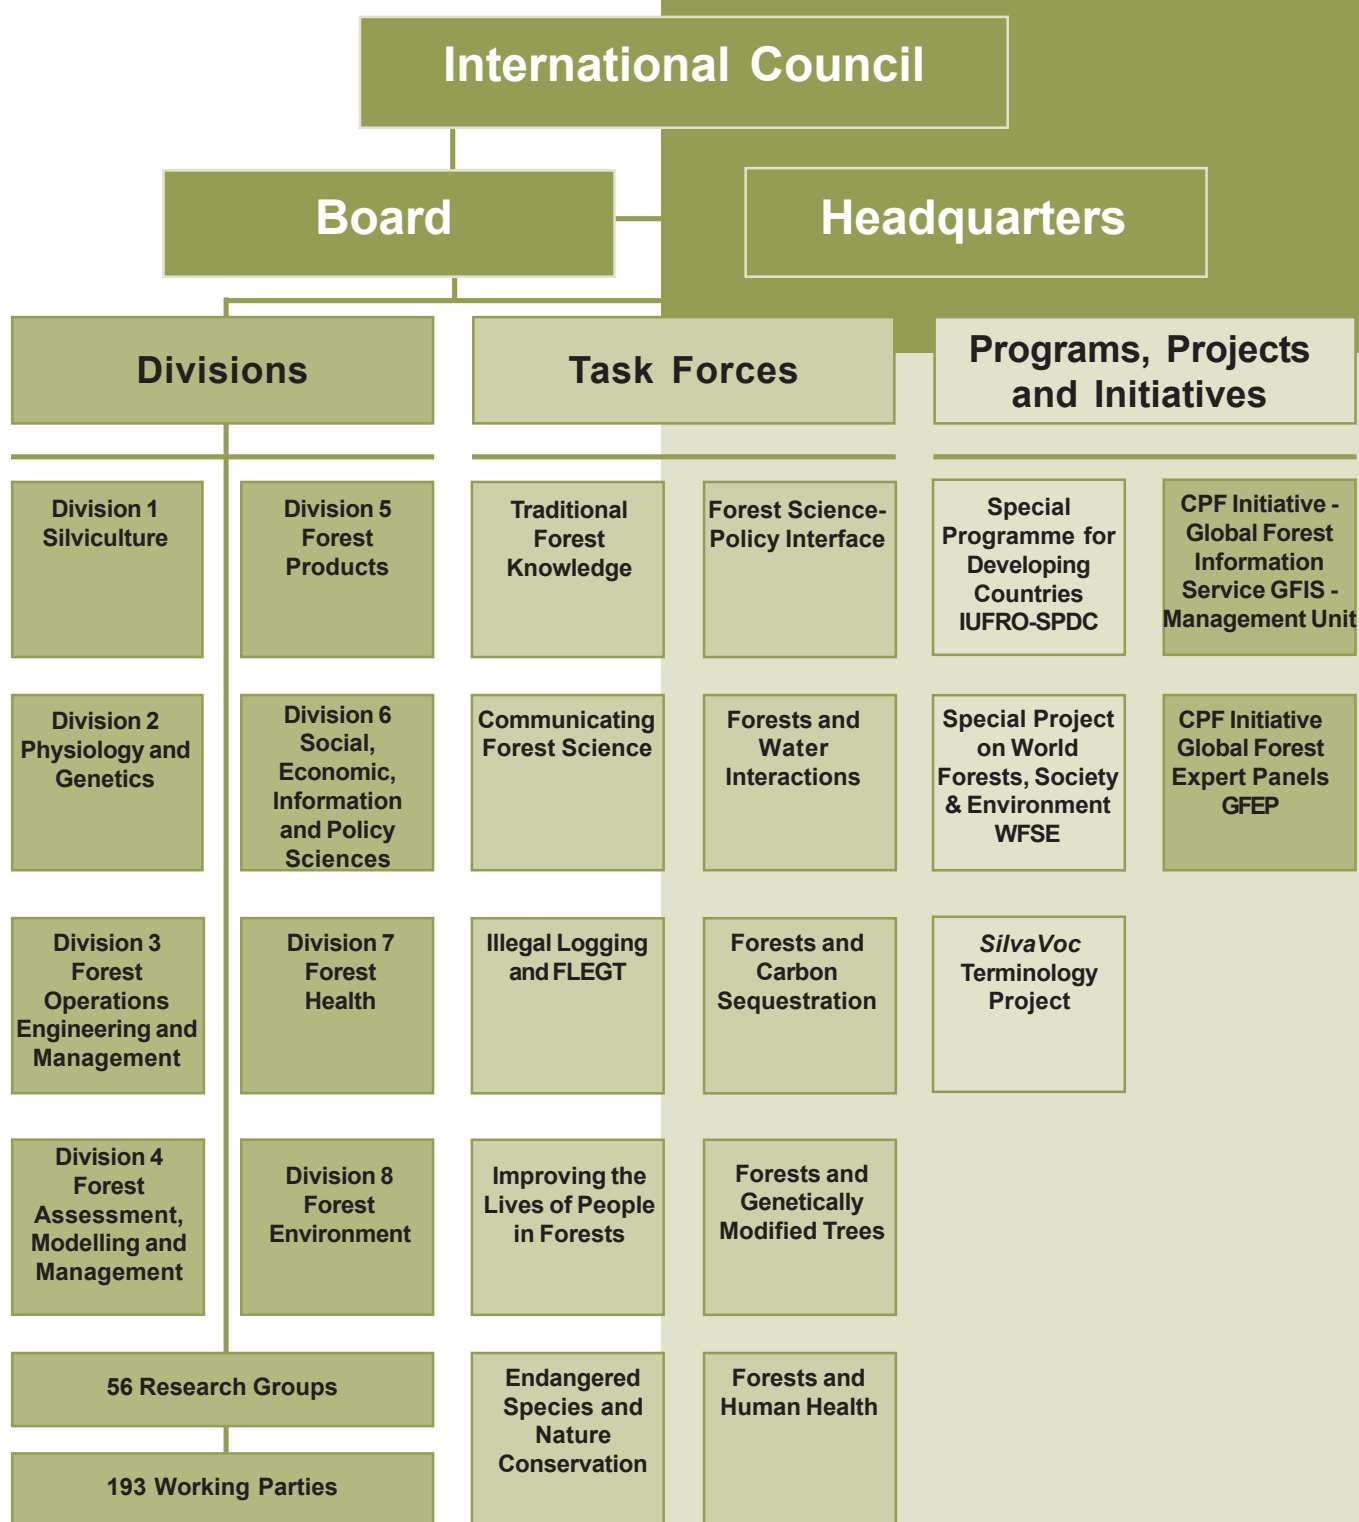 International Council
Board
Headquarters
Divisions
Task Forces
Programs, Projects
and Initiatives
Division 1
Silviculture
Division 5
Forest
Products
Traditional
Forest
Knowledge
Forest Science-
Policy Interface
Special
Programme for
Developing
Countries
IUFRO-SPDC
CPF Initiative -
Global Forest
Information
Service GFIS -
Management Unit
Division 2
Physiology and
Genetics
Division 6
Social,
Economic,
Information
and Policy
Sciences
Communicating
Forest Science
Forests and
Water
Interactions
Special Project
on World
Forests, Society
& Environment
WFSE
CPF Initiative
Global Forest
Expert Panels
GFEP
Division 3
Forest
Operations
Engineering and
Management
Division 7
Forest
Health
Illegal Logging
and FLEGT
Forests and
Carbon
Sequestration
SilvaVoc
Terminology
Project
Division 4
Forest
Assessment,
Modelling and
Management
Division 8
Forest
Environment
Improving the
Lives of People
in Forests
Forests and
Genetically
Modified Trees
56 Research Groups
193 Working Parties
Endangered
Species and
Nature
Conservation
Forests and
Human Health